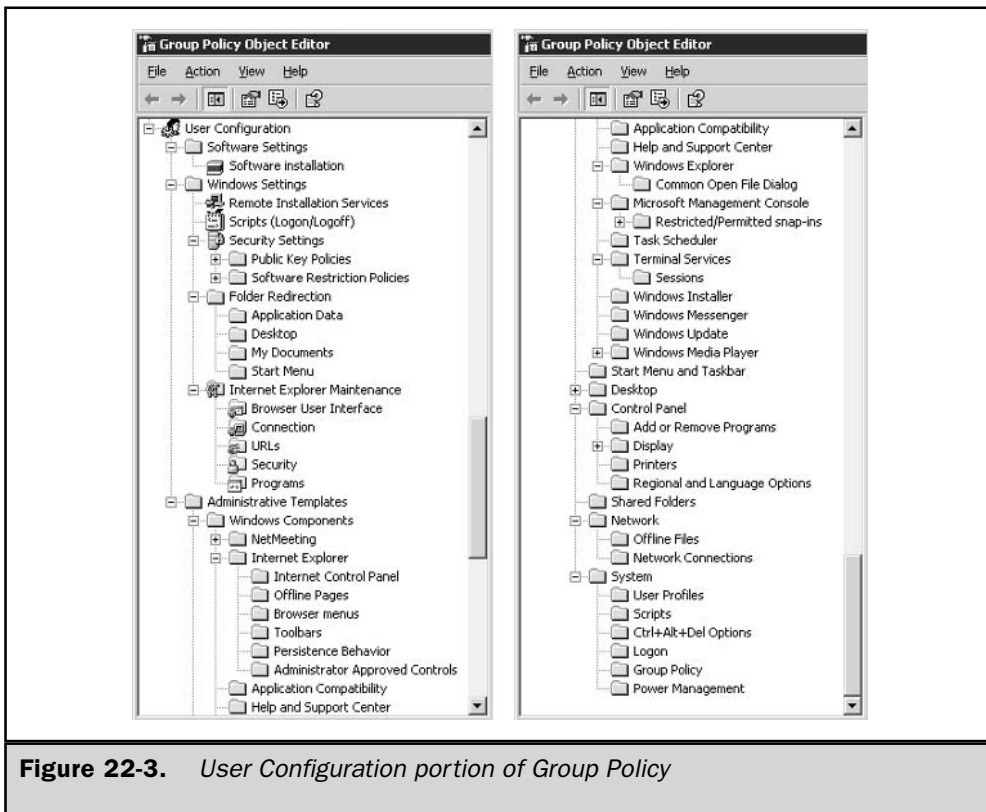 Group Policy Object Editor
File Action View Help
User Configuration
Software Settings
Software installation
Windows Settings
Remote Installation Services
Scripts (Logon/Logoff)
Security Settings
Public Key Policies
Software Restriction Policies
Folder Redirection
Application Data
Desktop
My Documents
Start Menu
Internet Explorer Maintenance
Browser User Interface
Connection
URLs
Security
Programs
Administrative Templates
Windows Components
NetMeeting
Internet Explorer
Internet Control Panel
Offline Pages
Browser menus
Toolbars
Persistence Behavior
Administrator Approved Controls
Application Compatibility
Help and Support Center
Group Policy Object Editor
File Action View Help
Application Compatibility
Help and Support Center
Windows Explorer
Common Open File Dialog
Microsoft Management Console
Restricted/Permitted snap-ins
Task Scheduler
Terminal Services
Sessions
Windows Installer
Windows Messenger
Windows Update
Windows Media Player
Start Menu and Taskbar
Desktop
Control Panel
Add or Remove Programs
Display
Printers
Regional and Language Options
Shared Folders
Network
Offline Files
Network Connections
System
User Profiles
Scripts
Ctrl+Alt+Del Options
Logon
Group Policy
Power Management
Figure 22-3. User Configuration portion of Group Policy